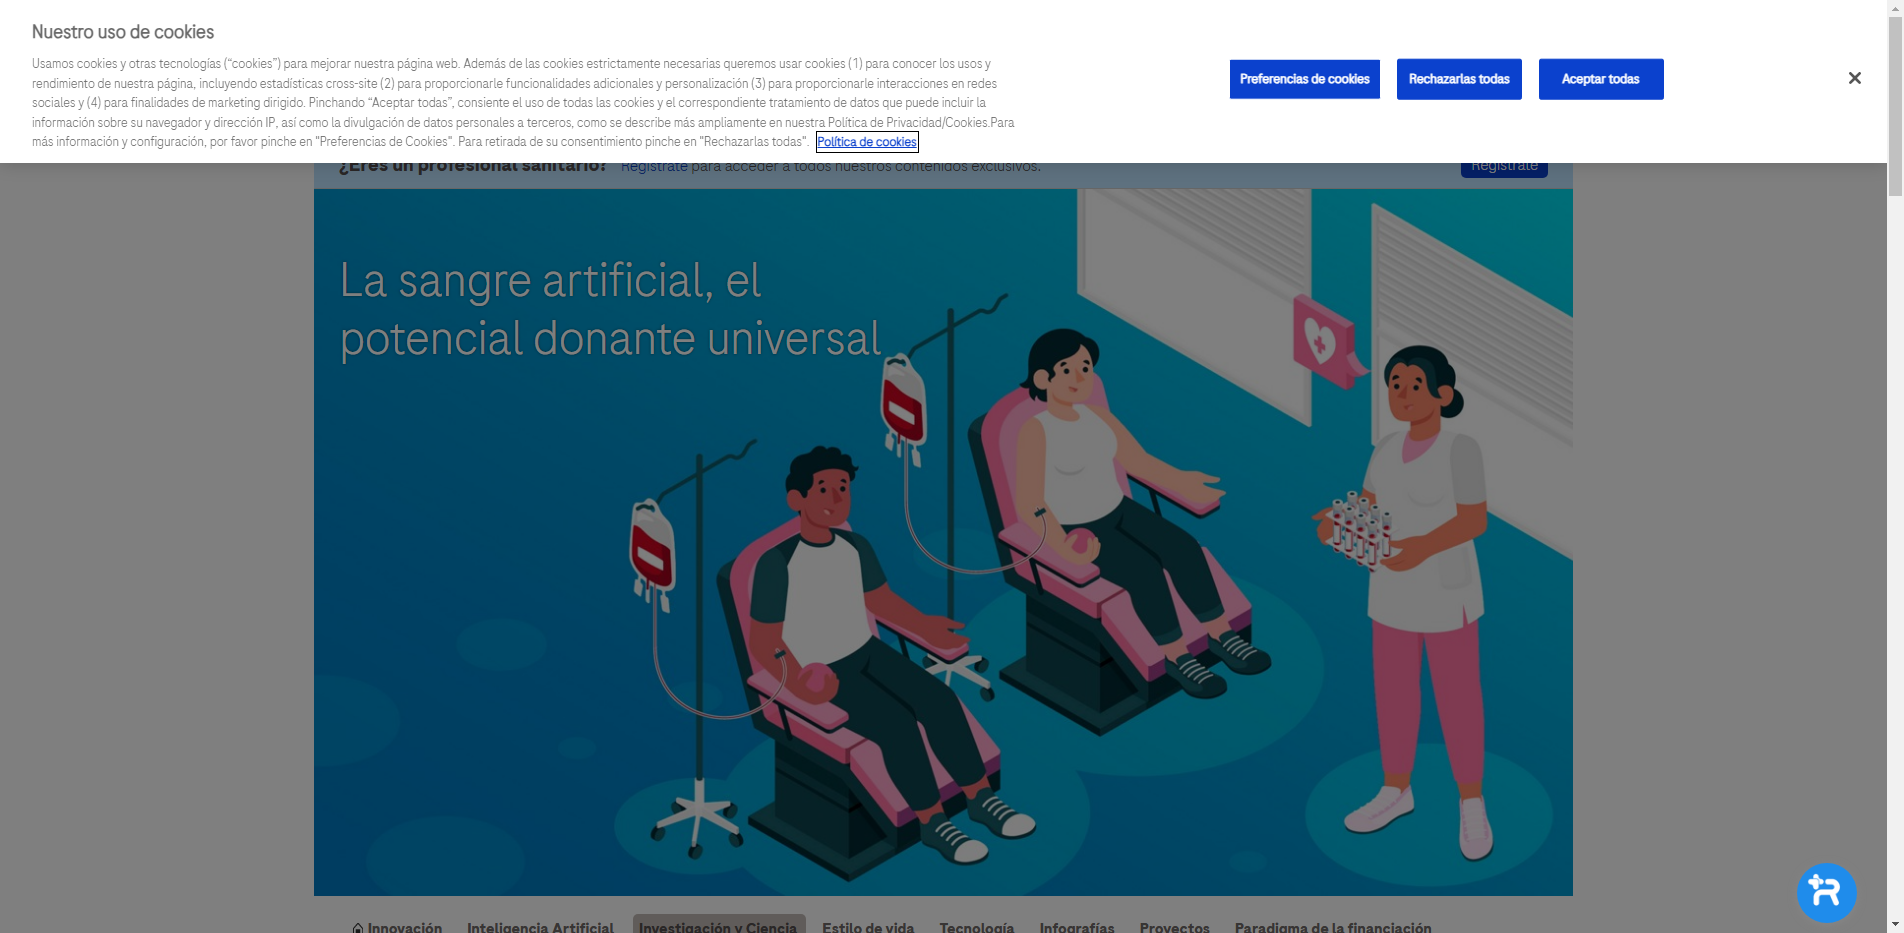 Nuestro uso de cookies
Usamos cookies y otras tecnologías (“cookies”) para mejorar nuestra página web. Además de las cookies estrictamente necesarias queremos usar cookies (1) para conocer los usos y
rendimiento de nuestra página, incluyendo estadísticas cross-site (2) para proporcionarle funcionalidades adicionales y personalización (3) para proporcionarle interacciones en redes
sociales y (4) para finalidades de marketing dirigido. Pinchando “Aceptar todas”, consiente el uso de todas las cookies y el correspondiente tratamiento de datos que puede incluir la
información sobre su navegador y dirección IP, así como la divulgación de datos personales a terceros, como se describe más ampliamente en nuestra Política de Privacidad/Cookies.Para
más información y configuración, por favor pinche en "Preferencias de Cookies". Para retirada de su consentimiento pinche en "Rechazarlas todas". Política de cookies
Preferencias de cookies
Rechazarlas todas
Aceptar todas
¿Eres un profesional sanitario? Regístrate para acceder a todos nuestros contenidos exclusivos.
Regístrate
La sangre artificial, el
potencial donante universal
Innovación Inteligencia Artificial Investigación y Ciencia Estilo de vida Tecnología Infografías Proyectos Paradigma de la financiación